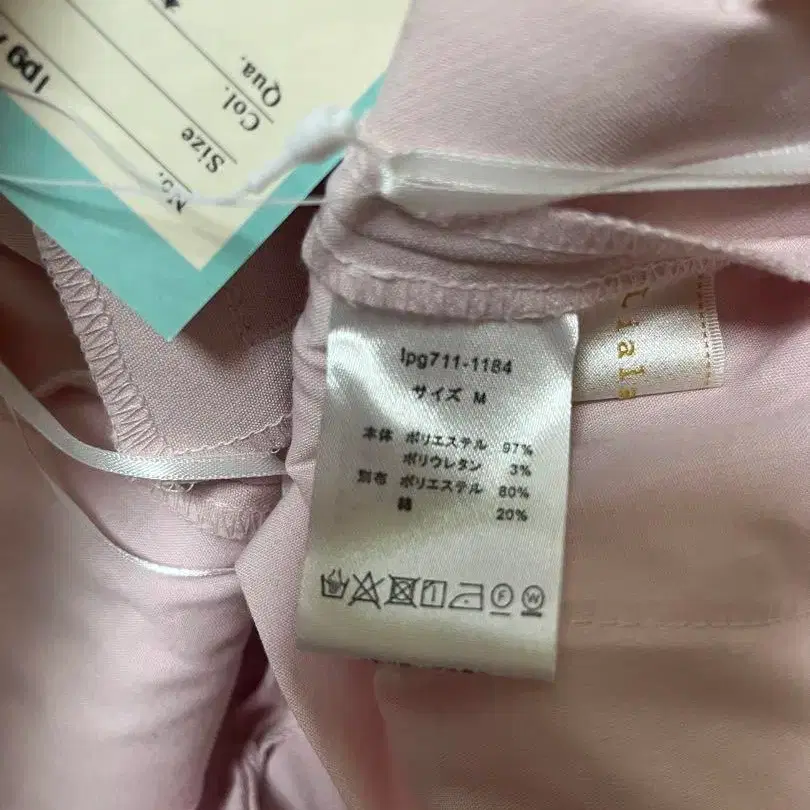 lpg711-1184
サイズ M
本体 ポリエステル 97%
ポリウレタン 3%
別布 ポリエステル 80%
綿 20%
F W
No.
Size
Col.
Qua.
lpg